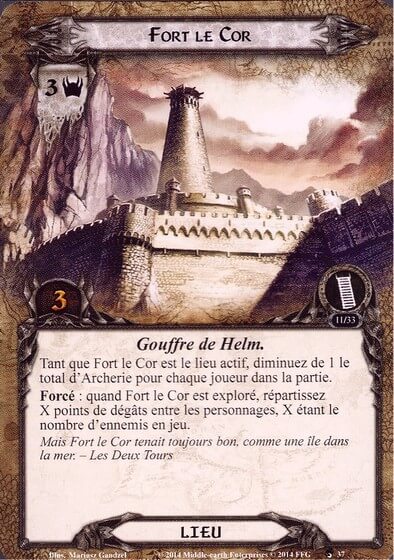 Fort le Cor
3
3
11/33
Gouffre de Helm.
Tant que Fort le Cor est le lieu actif, diminuez de 1 le
total d'Archerie pour chaque joueur dans la partie.
Forcé : quand Fort le Cor est exploré, répartissez
X points de dégâts entre les personnages, X étant le
nombre d'ennemis en jeu.
Mais Fort le Cor tenait toujours bon, comme une île dans
la mer. – Les Deux Tours
LIEU
Illus. Mariusz Gandzel © 2014 Middle-earth Enterprises © 2014 FFG 37